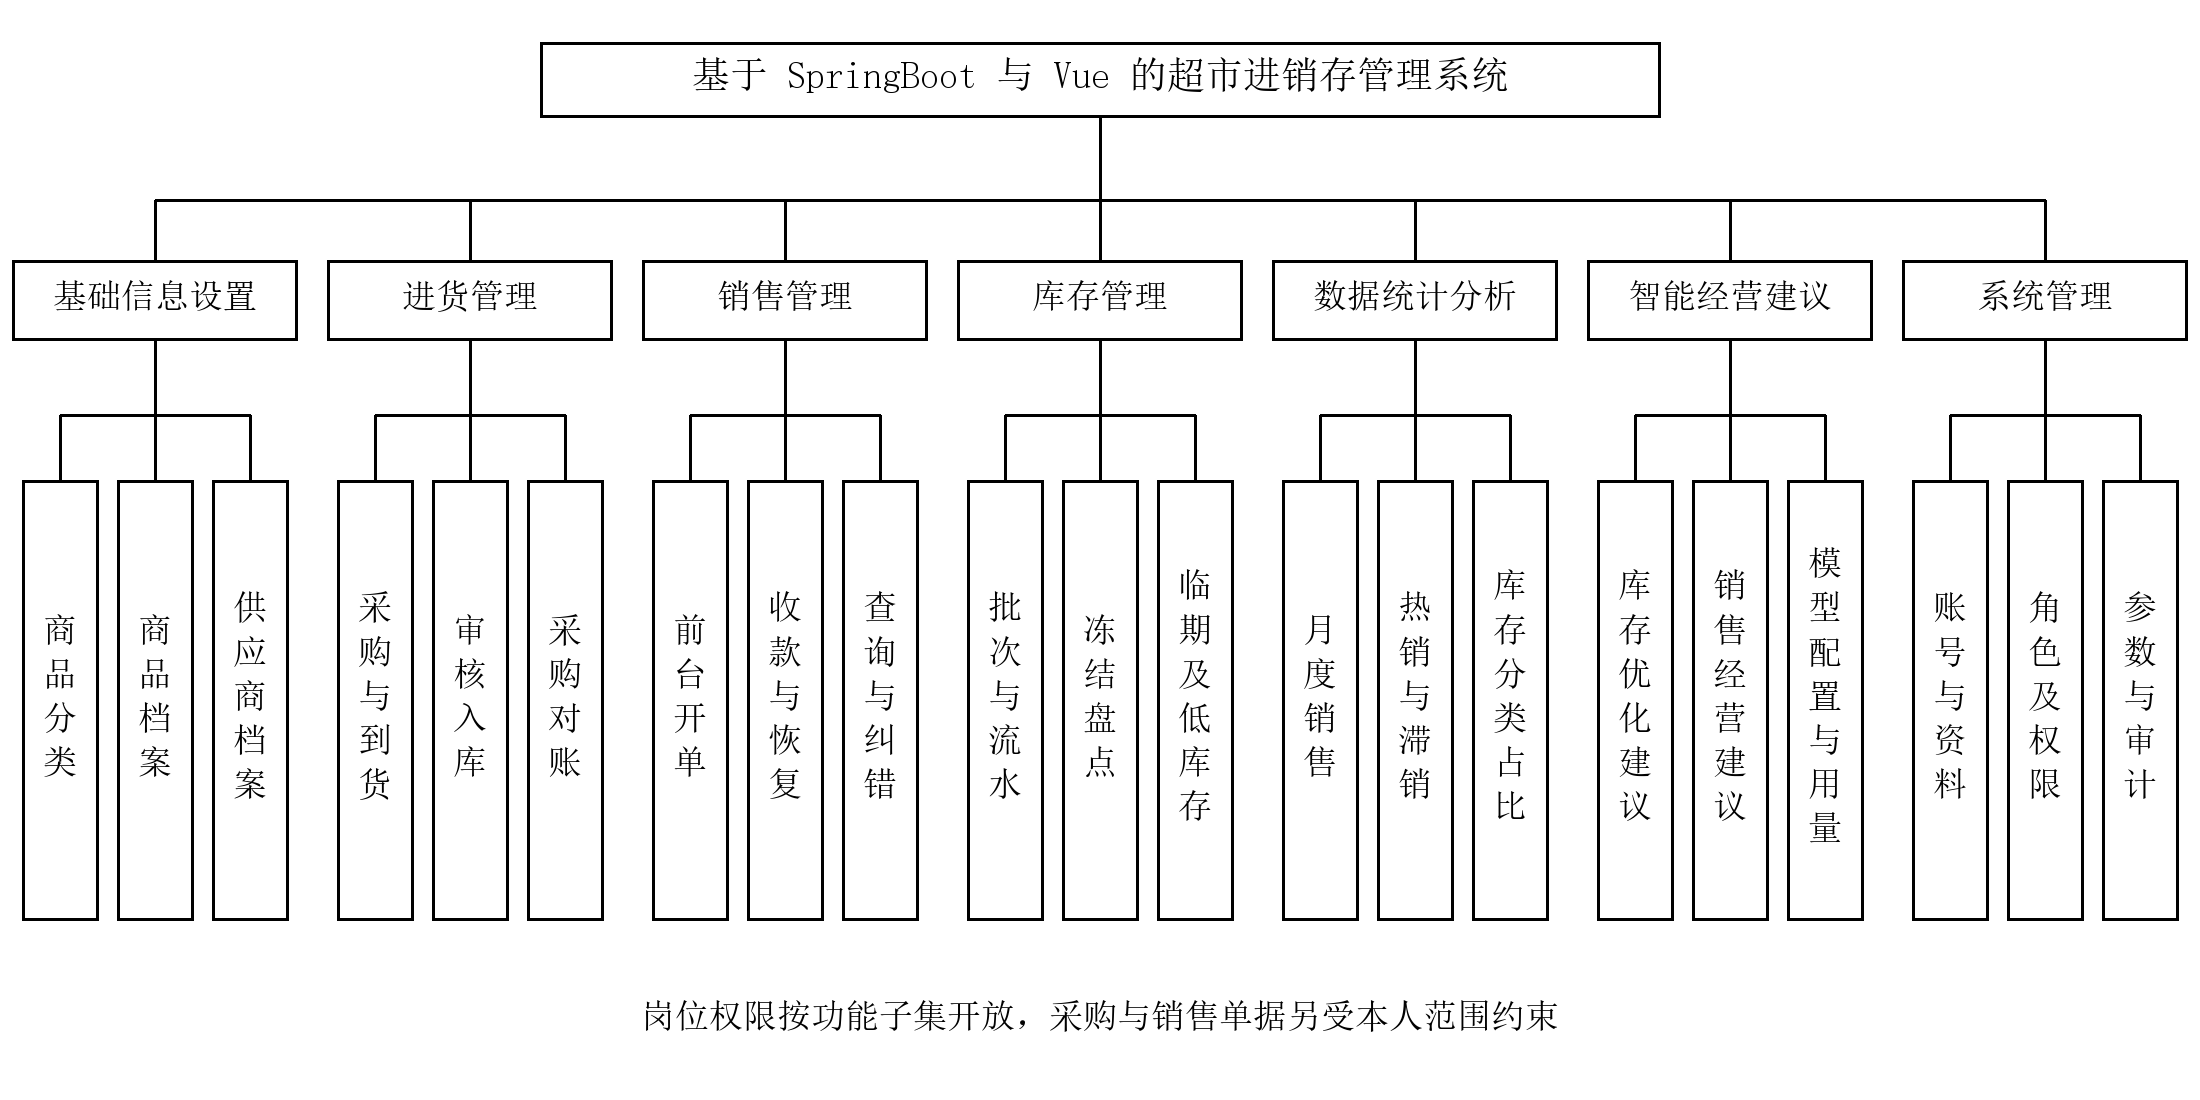 基于 SpringBoot 与 Vue 的超市进销存管理系统
基础信息设置
进货管理
销售管理
库存管理
数据统计分析
智能经营建议
系统管理
商品分类
商品档案
供应商档案
采购与到货
审核入库
采购对账
前台开单
收款与恢复
查询与纠错
批次与流水
冻结盘点
临期及低库存
月度销售
热销与滞销
库存分类占比
库存优化建议
销售经营建议
模型配置与用量
账号与资料
角色及权限
参数与审计
岗位权限按功能子集开放，采购与销售单据另受本人范围约束